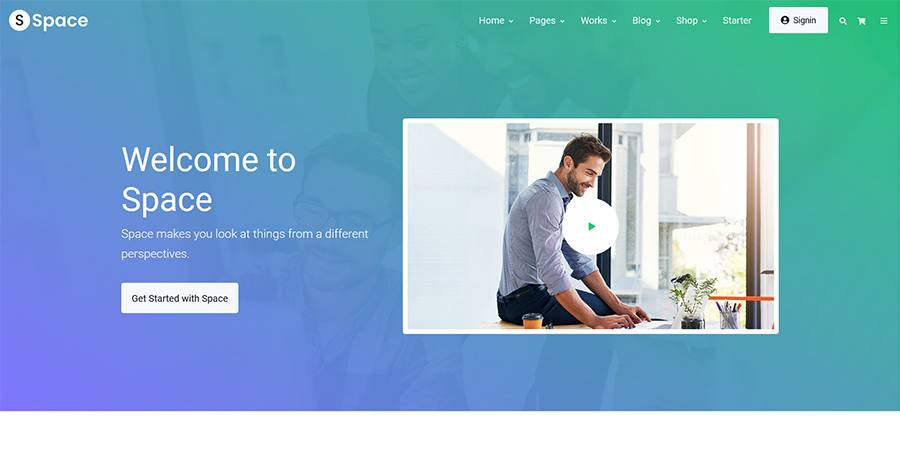 S Space
Home Pages Works Blog Shop Starter Signin
Welcome to
Space
Space makes you look at things from a different
perspectives.
Get Started with Space